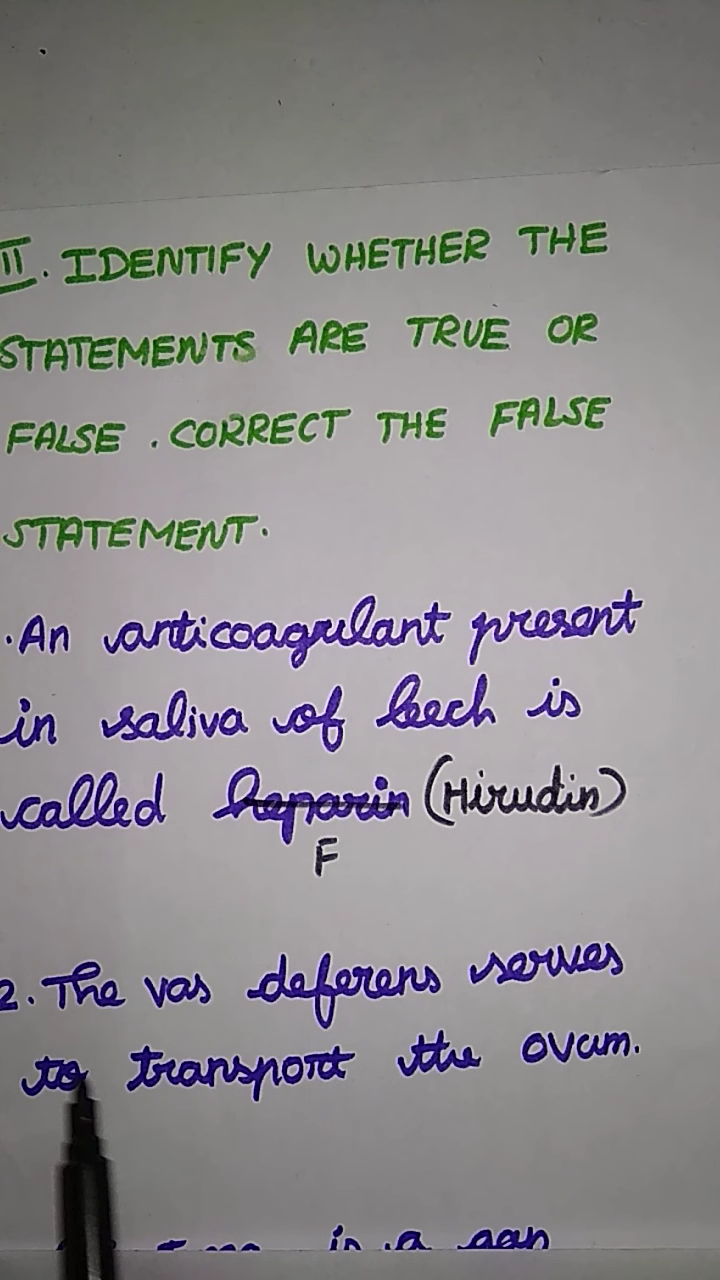 II. IDENTIFY WHETHER THE
STATEMENTS ARE TRUE OR
FALSE. CORRECT THE FALSE
STATEMENT.
. An anticoagulant present
in saliva of leech is
called heparin (Hirudin)
F
2. The vas deferens serves
to transport the ovum.
is a